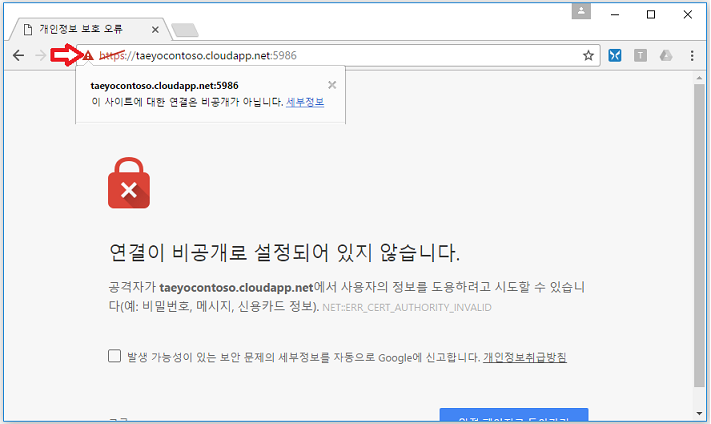 개인정보 보호 오류
https://taeyocontoso.cloudapp.net:5986
T
taeyocontoso.cloudapp.net:5986
이 사이트에 대한 연결은 비공개가 아닙니다. 세부정보
연결이 비공개로 설정되어 있지 않습니다.
공격자가 taeyocontoso.cloudapp.net에서 사용자의 정보를 도용하려고 시도할 수 있습니
다(예: 비밀번호, 메시지, 신용카드 정보). NET::ERR_CERT_AUTHORITY_INVALID
발생 가능성이 있는 보안 문제의 세부정보를 자동으로 Google에 신고합니다. 개인정보취급방침